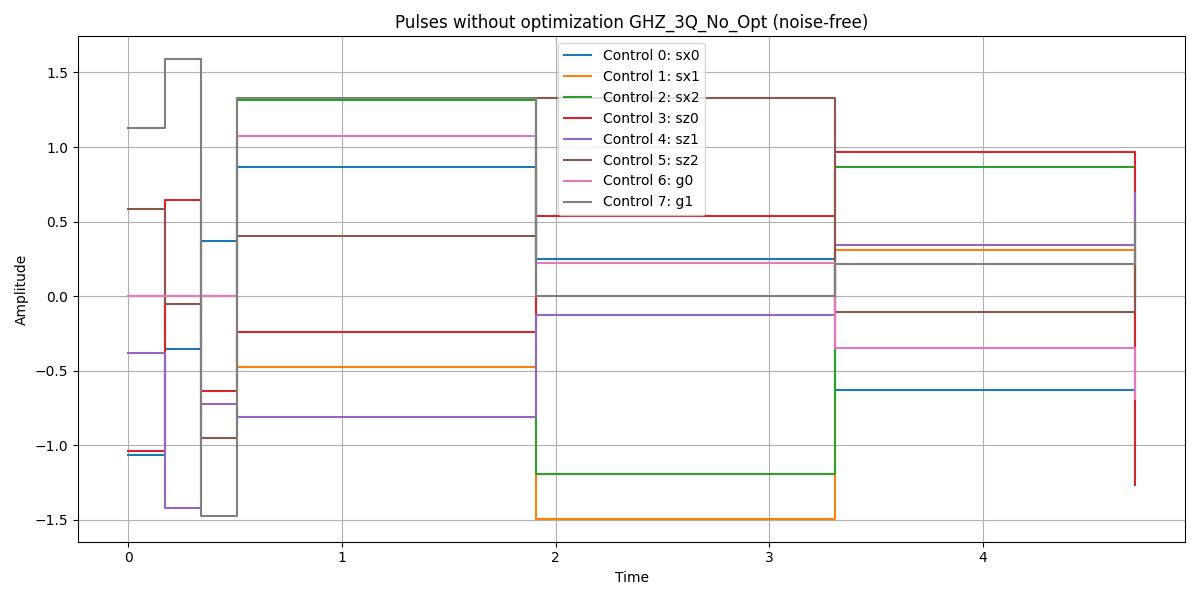 Pulses without optimization GHZ_3Q_No_Opt (noise-free)
Control 0: sx0
Control 1: sx1
Control 2: sx2
Control 3: sz0
Control 4: sz1
Control 5: sz2
Control 6: g0
Control 7: g1
Amplitude
1.5
1.0
0.5
0.0
−0.5
−1.0
−1.5
0 1 2 3 4
Time